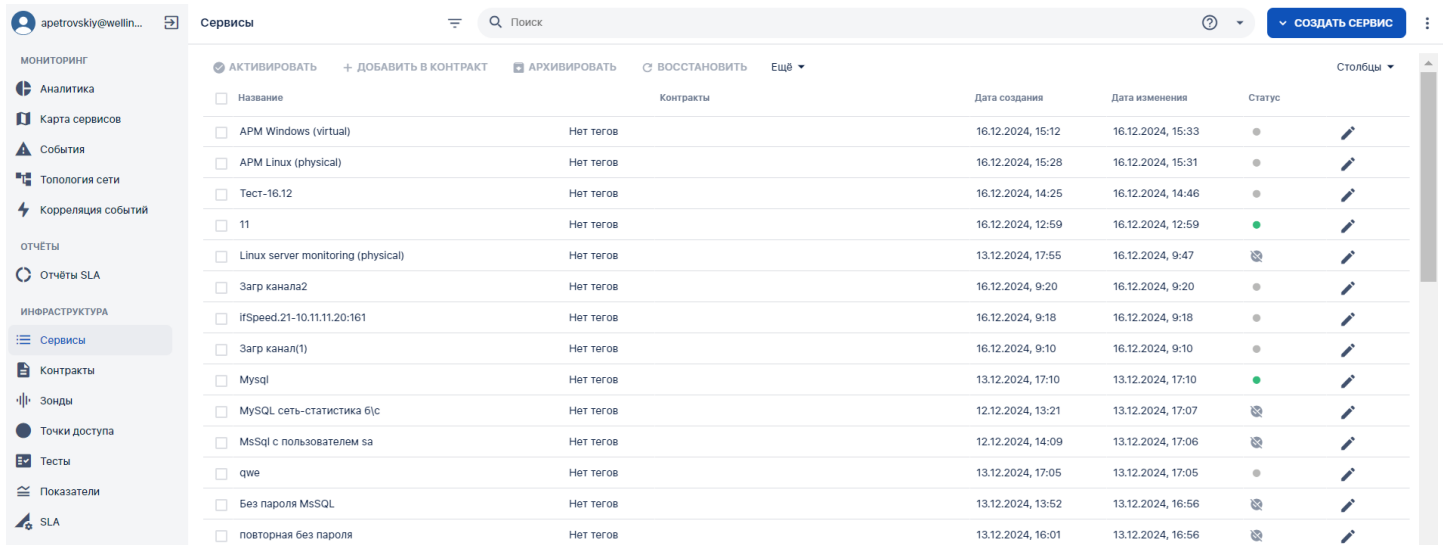 apetrovskiy@wellin...
Сервисы
Поиск
СОЗДАТЬ СЕРВИС
МОНИТОРИНГ
Аналитика
Карта сервисов
События
Топология сети
Корреляция событий
ОТЧЁТЫ
Отчёты SLA
ИНФРАСТРУКТУРА
Сервисы
Контракты
Зонды
Точки доступа
Тесты
Показатели
SLA
АКТИВИРОВАТЬ + ДОБАВИТЬ В КОНТРАКТ АРХИВИРОВАТЬ ВОССТАНОВИТЬ Ещё Столбцы
Название Контракты Дата создания Дата изменения Статус
АРМ Windows (virtual) Нет тегов 16.12.2024, 15:12 16.12.2024, 15:33
АРМ Linux (physical) Нет тегов 16.12.2024, 15:28 16.12.2024, 15:31
Тест-16.12 Нет тегов 16.12.2024, 14:25 16.12.2024, 14:46
11 Нет тегов 16.12.2024, 12:59 16.12.2024, 12:59
Linux server monitoring (physical) Нет тегов 13.12.2024, 17:55 16.12.2024, 9:47
Загр канала2 Нет тегов 16.12.2024, 9:20 16.12.2024, 9:20
ifSpeed.21-10.11.11.20:161 Нет тегов 16.12.2024, 9:18 16.12.2024, 9:18
Загр канал(1) Нет тегов 16.12.2024, 9:10 16.12.2024, 9:10
Mysql Нет тегов 13.12.2024, 17:10 13.12.2024, 17:10
MySQL сеть-статистика б\с Нет тегов 12.12.2024, 13:21 13.12.2024, 17:07
MsSql с пользователем sa Нет тегов 12.12.2024, 14:09 13.12.2024, 17:06
qwe Нет тегов 13.12.2024, 17:05 13.12.2024, 17:05
Без пароля MsSQL Нет тегов 13.12.2024, 13:52 13.12.2024, 16:56
повторная без пароля Нет тегов 13.12.2024, 16:01 13.12.2024, 16:56